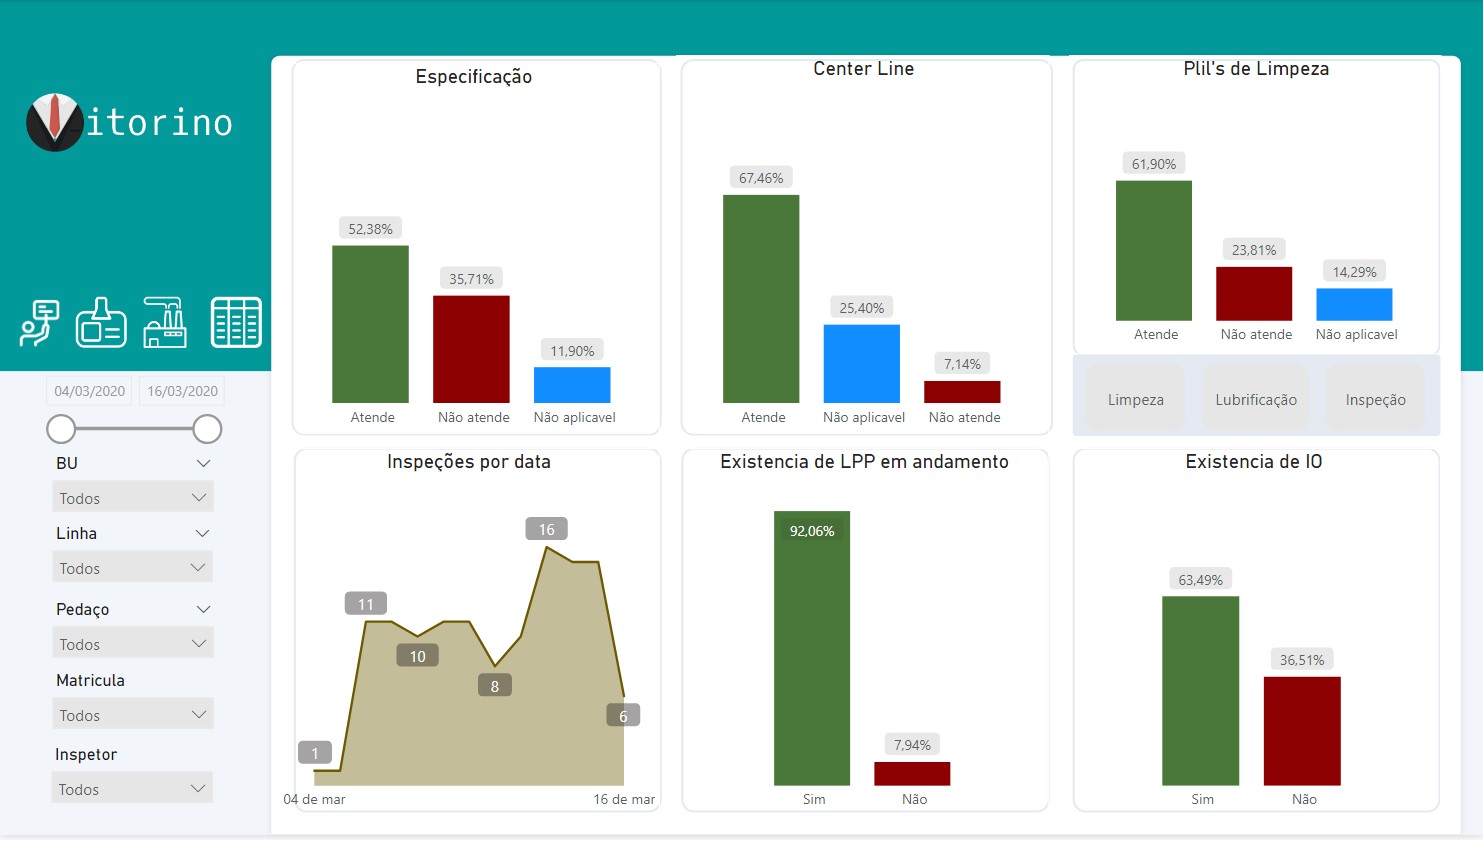 itorino
04/03/2020
16/03/2020
BU
Todos
Linha
Todos
Pedaço
Todos
Matricula
Todos
Inspetor
Todos
Especificação
52,38%
35,71%
11,90%
Atende
Não atende
Não aplicavel
Center Line
67,46%
25,40%
7,14%
Atende
Não aplicavel
Não atende
Plil's de Limpeza
61,90%
23,81%
14,29%
Atende
Não atende
Não aplicavel
Limpeza
Lubrificação
Inspeção
Inspeções por data
16
11
10
8
6
1
04 de mar
16 de mar
Existencia de LPP em andamento
92,06%
7,94%
Sim
Não
Existencia de IO
63,49%
36,51%
Sim
Não